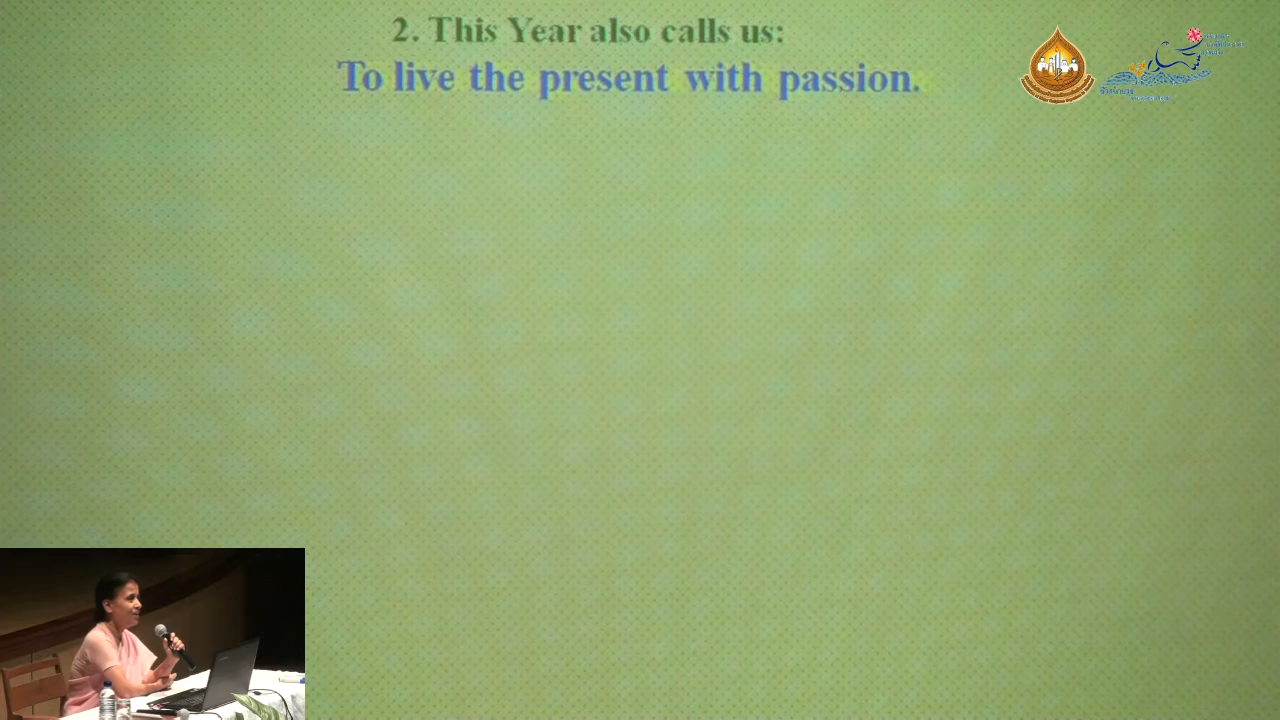 2. This Year also calls us:
To live the present with passion.